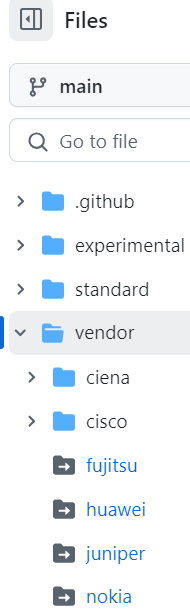 Files
main
Go to file
.github
experimental
standard
vendor
ciena
cisco
fujitsu
huawei
juniper
nokia